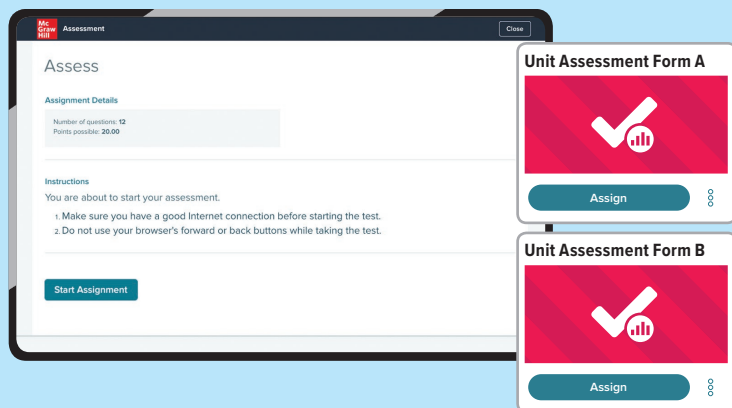 Mc
Graw
Hill
Assessment
Close
Assess
Assignment Details
Number of questions: 12
Points possible: 20.00
Instructions
You are about to start your assessment.
1. Make sure you have a good Internet connection before starting the test.
2. Do not use your browser's forward or back buttons while taking the test.
Start Assignment
Unit Assessment Form A
Assign
Unit Assessment Form B
Assign